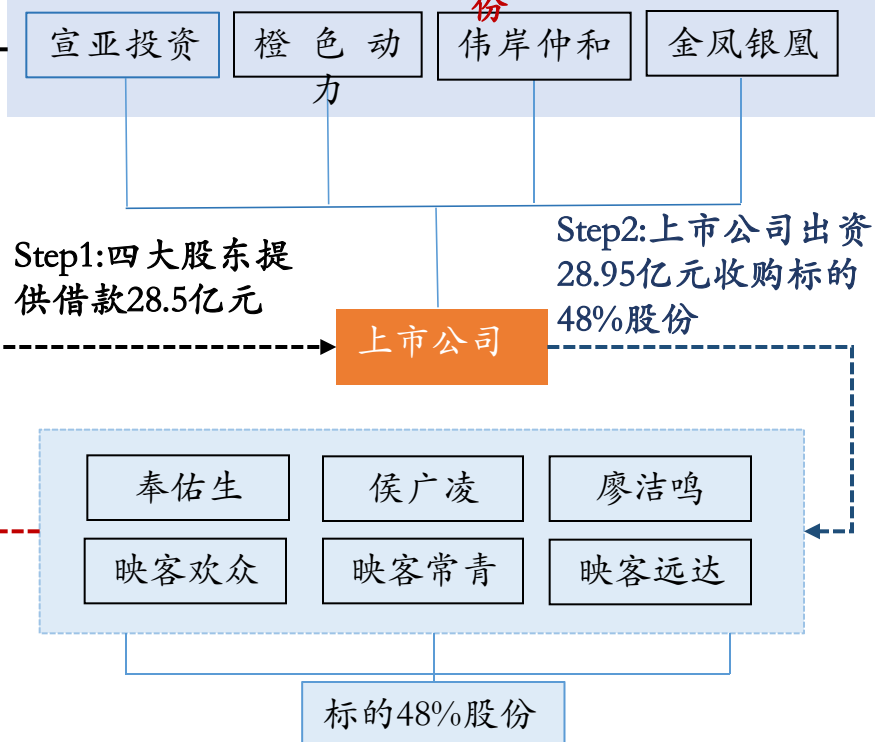 份
宣亚投资
橙色动
力
伟岸仲和
金凤银凰
Step1:四大股东提
供借款28.5亿元
Step2:上市公司出资
28.95亿元收购标的
48%股份
上市公司
奉佑生
侯广凌
廖洁鸣
映客欢众
映客常青
映客远达
标的48%股份